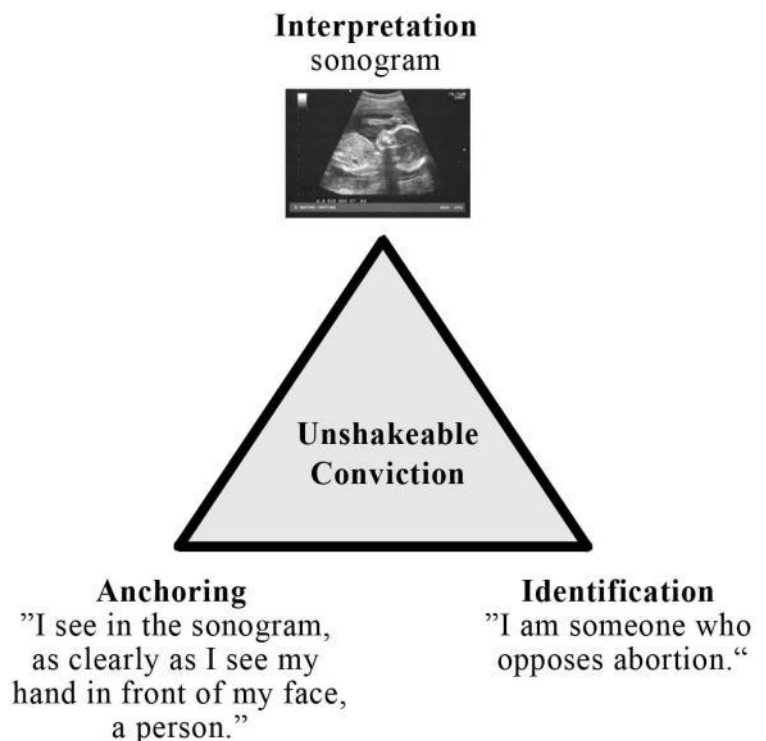 Interpretation
sonogram
Unshakeable
Conviction
Anchoring
”I see in the sonogram,
as clearly as I see my
hand in front of my face,
a person.”
Identification
”I am someone who
opposes abortion.“